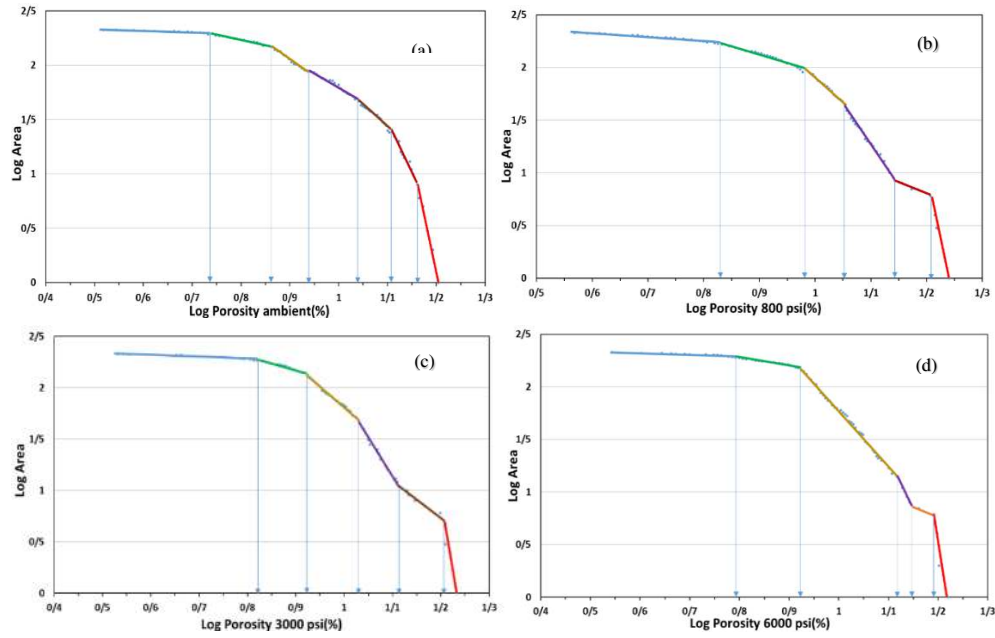 (a)
2/5
2
1/5
1
0/5
0
Log Area
0/4 0/5 0/6 0/7 0/8 0/9 1 1/1 1/2 1/3
Log Porosity ambient(%)
(b)
2/5
2
1/5
1
0/5
0
Log Area
0/5 0/6 0/7 0/8 0/9 1 1/1 1/2 1/3
Log Porosity 800 psi(%)
(c)
2/5
2
1/5
1
0/5
0
Log Area
0/4 0/5 0/6 0/7 0/8 0/9 1 1/1 1/2 1/3
Log Porosity 3000 psi(%)
(d)
2/5
2
1/5
1
0/5
0
Log Area
0/4 0/5 0/6 0/7 0/8 0/9 1/0 1/1 1/2 1/3
Log Porosity 6000 psi(%)